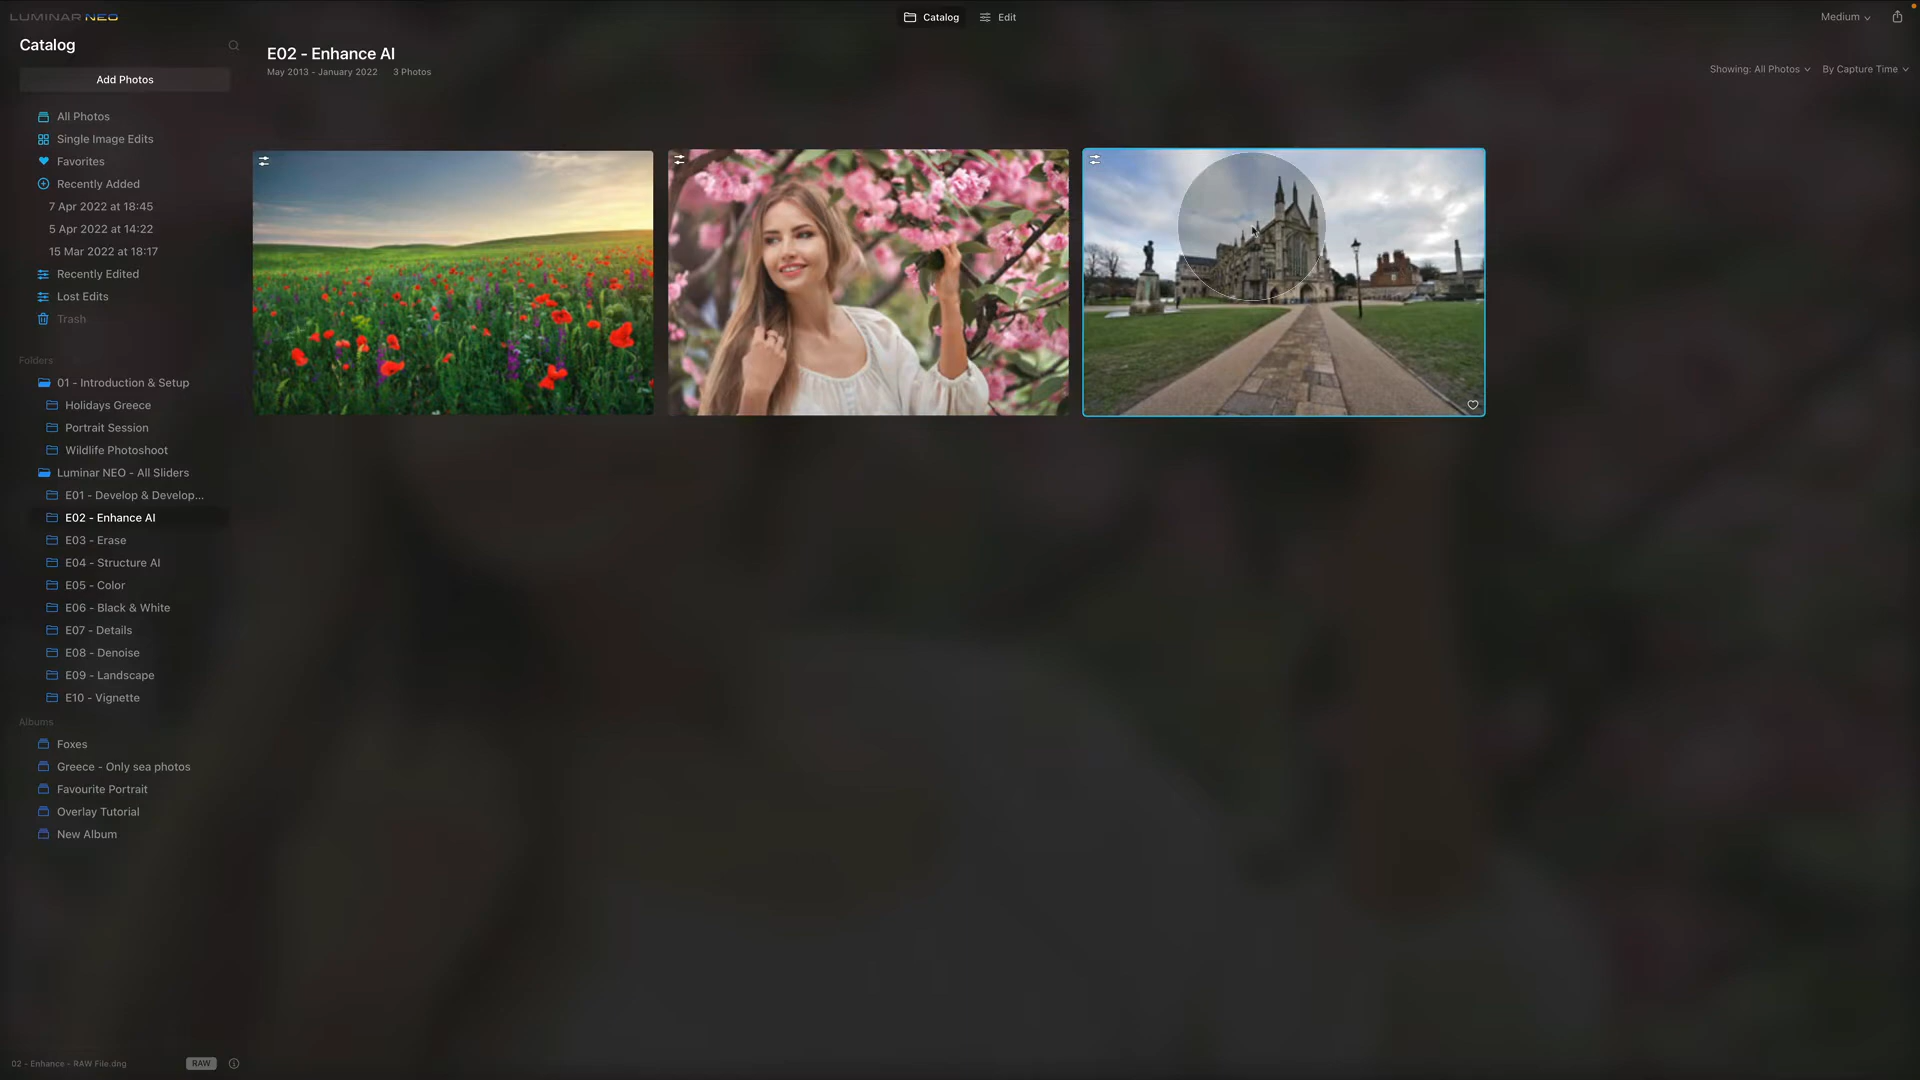 LUMINAR NEO
Catalog
Edit
Medium
Catalog
Add Photos
All Photos
Single Image Edits
Favorites
Recently Added
7 Apr 2022 at 18:45
5 Apr 2022 at 14:22
15 Mar 2022 at 18:17
Recently Edited
Lost Edits
Trash
Folders
01 - Introduction & Setup
Holidays Greece
Portrait Session
Wildlife Photoshoot
Luminar NEO - All Sliders
E01 - Develop & Develop...
E02 - Enhance AI
E03 - Erase
E04 - Structure AI
E05 - Color
E06 - Black & White
E07 - Details
E08 - Denoise
E09 - Landscape
E10 - Vignette
Albums
Foxes
Greece - Only sea photos
Favourite Portrait
Overlay Tutorial
New Album
02 - Enhance - RAW File.dng
RAW
E02 - Enhance AI
May 2013 - January 2022 3 Photos
Showing: All Photos
By Capture Time